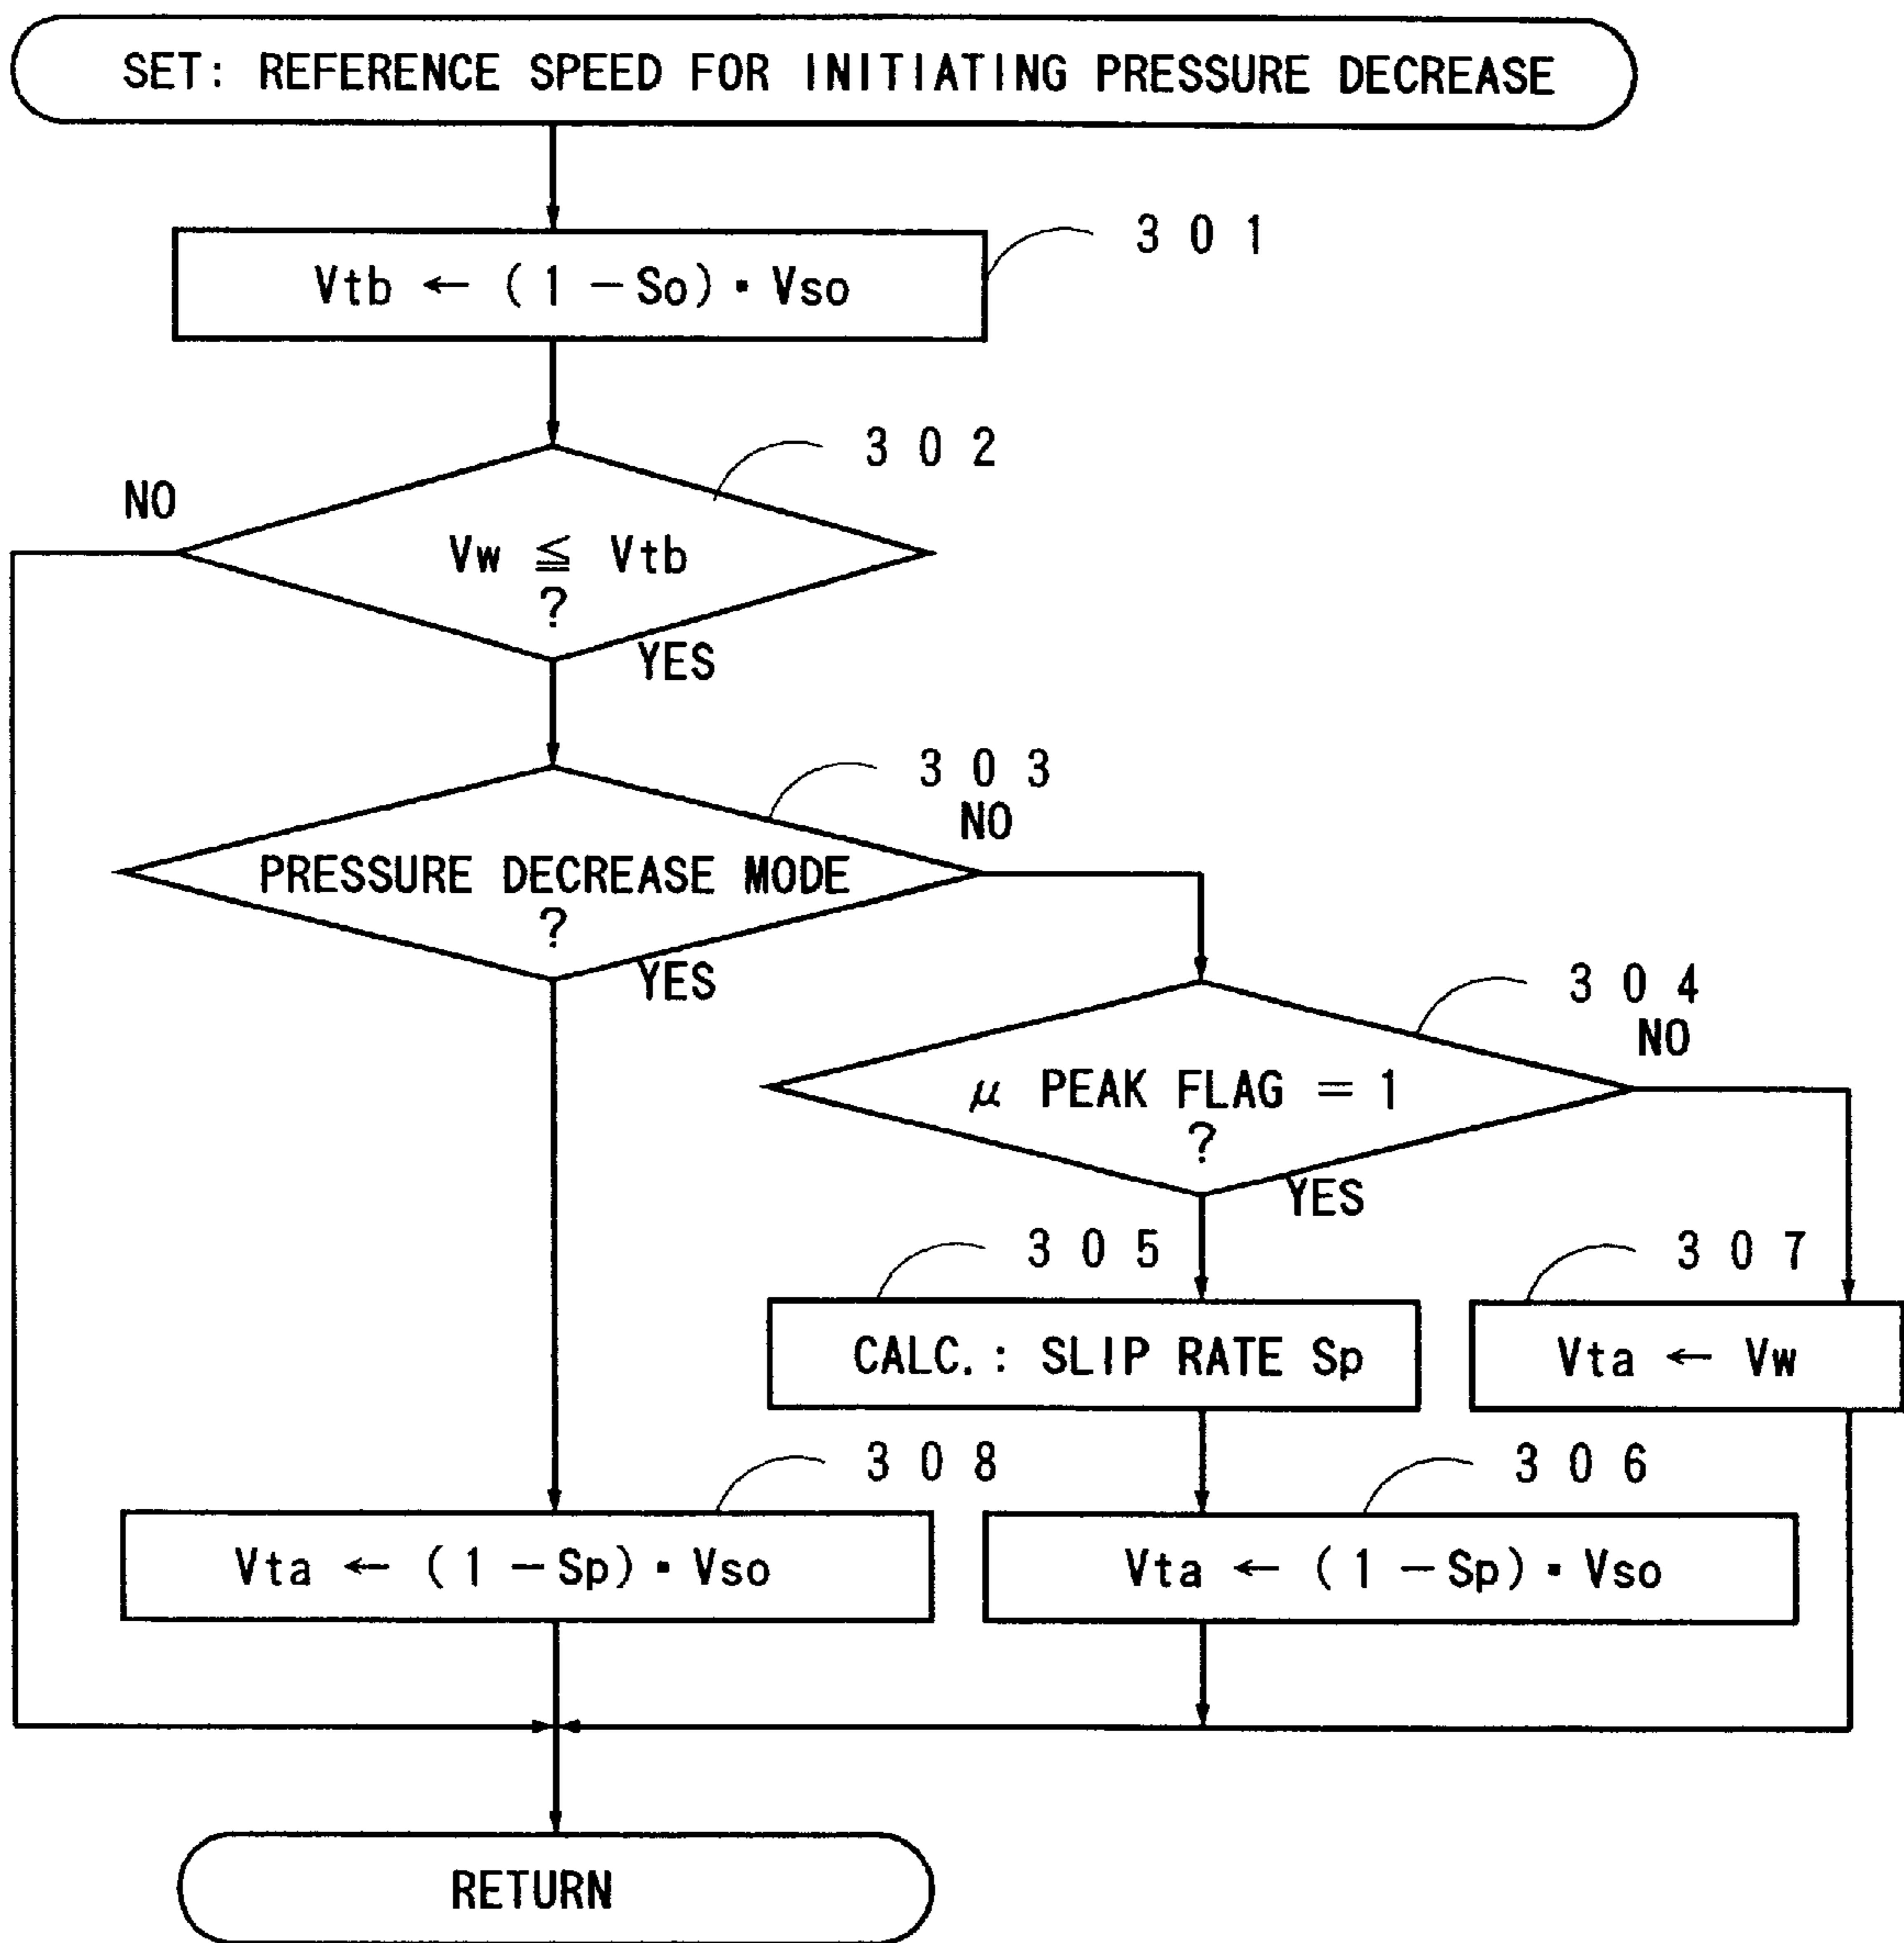 SET: REFERENCE SPEED FOR INITIATING PRESSURE DECREASE
301
Vtb ← (1 −So)・Vso
302
NO
Vw ≦ Vtb
?
YES
303
NO
PRESSURE DECREASE MODE
?
YES
304
NO
μ PEAK FLAG = 1
?
YES
305
307
CALC.: SLIP RATE Sp
Vta ← Vw
308
306
Vta ← (1 −Sp)・Vso
Vta ← (1 −Sp)・Vso
RETURN